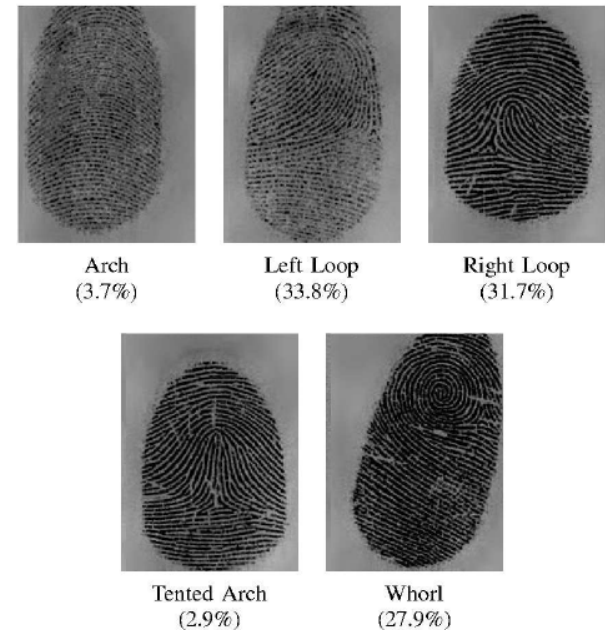 Arch
(3.7%)
Left Loop
(33.8%)
Right Loop
(31.7%)
Tented Arch
(2.9%)
Whorl
(27.9%)